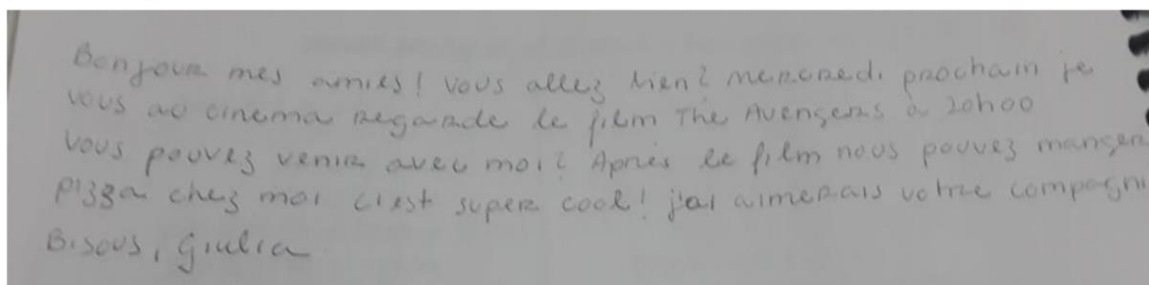 Bonjour mes amies! Vous allez bien? mercredi prochain je
vous au cinema regarde le film The Avengers à 20h00
vous pouvez venir avec moi? Après le film nous pouvez manger
pizza chez moi c'est super cool! j'ai aimerais votre compagni
Bisous, Giulia